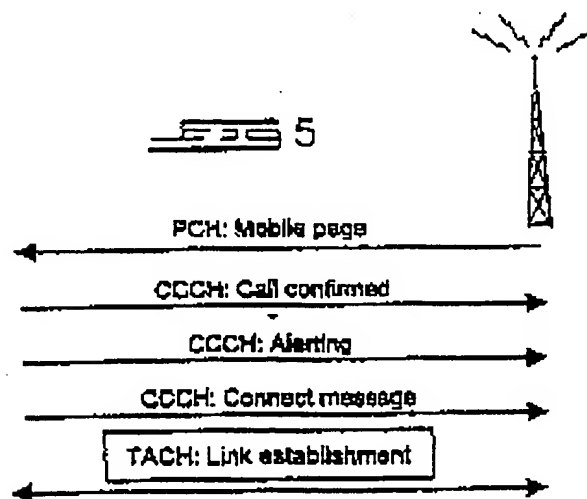 5
PCH: Mobile page
CCCH: Call confirmed
CCCH: Alerting
CCCH: Connect message
TACH: Link establishment